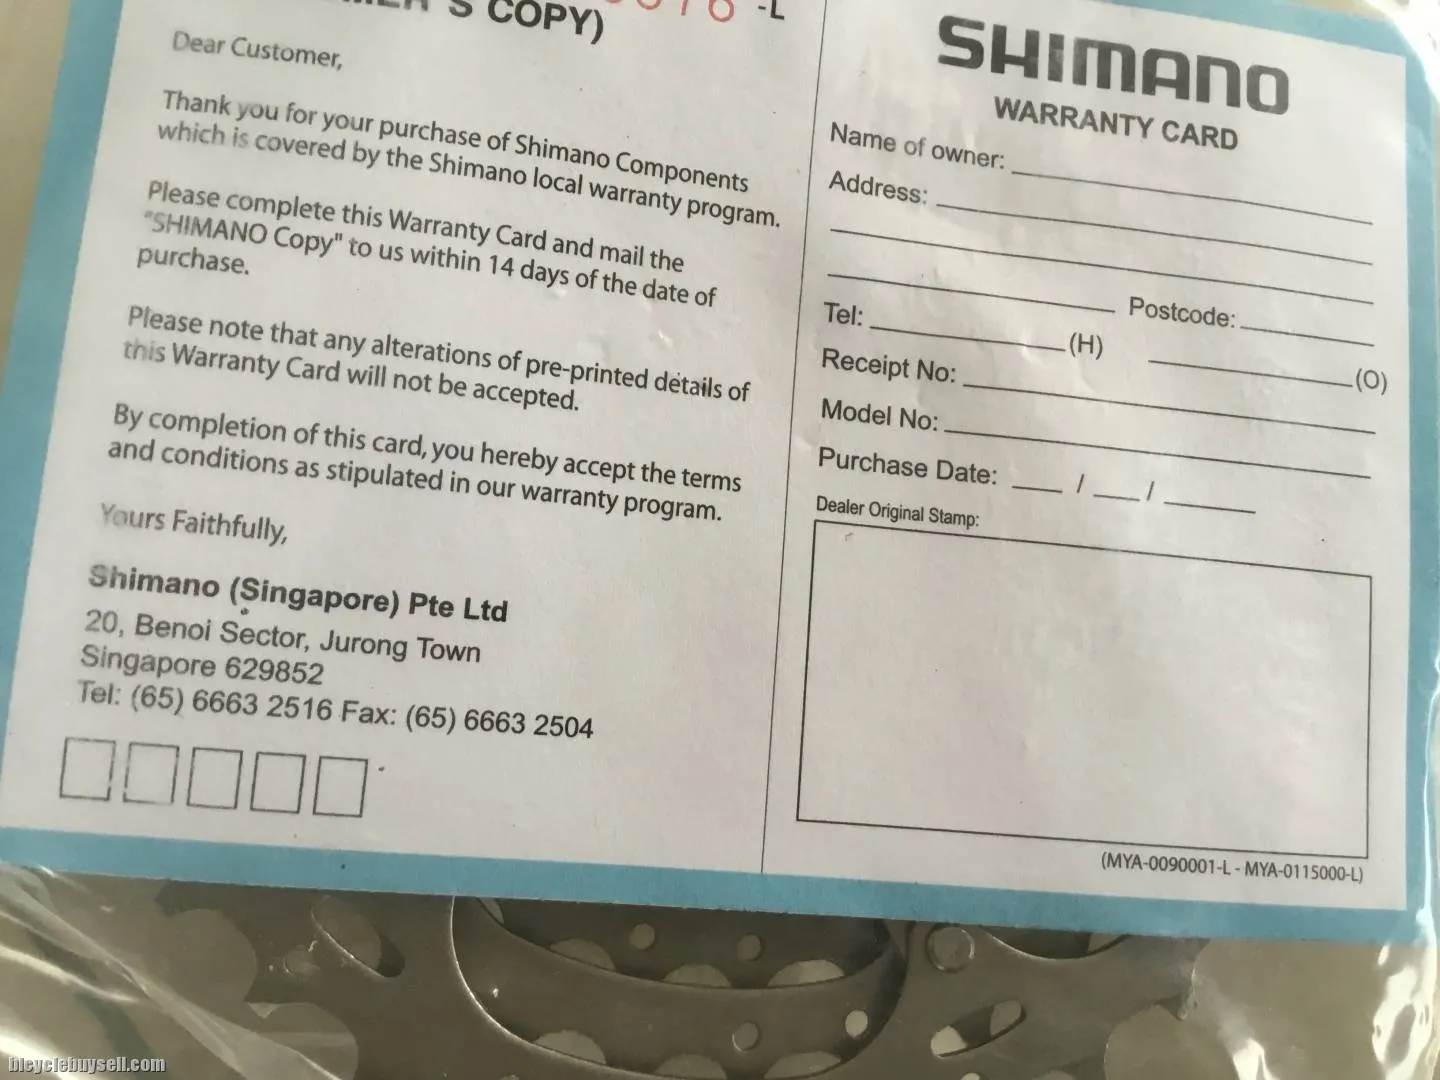 'S COPY)
-L
Dear Customer,
Thank you for your purchase of Shimano Components
which is covered by the Shimano local warranty program.
Please complete this Warranty Card and mail the
"SHIMANO Copy" to us within 14 days of the date of
purchase.
Please note that any alterations of pre-printed details of
this Warranty Card will not be accepted.
By completion of this card, you hereby accept the terms
and conditions as stipulated in our warranty program.
Yours Faithfully,
Shimano (Singapore) Pte Ltd
20, Benoi Sector, Jurong Town
Singapore 629852
Tel: (65) 6663 2516 Fax: (65) 6663 2504
SHIMANO
WARRANTY CARD
Name of owner:
Address:
Postcode:
Tel: (H) (O)
Receipt No:
Model No:
Purchase Date: / /
Dealer Original Stamp:
(MYA-0090001-L - MYA-0115000-L)
bicyclebuysell.com